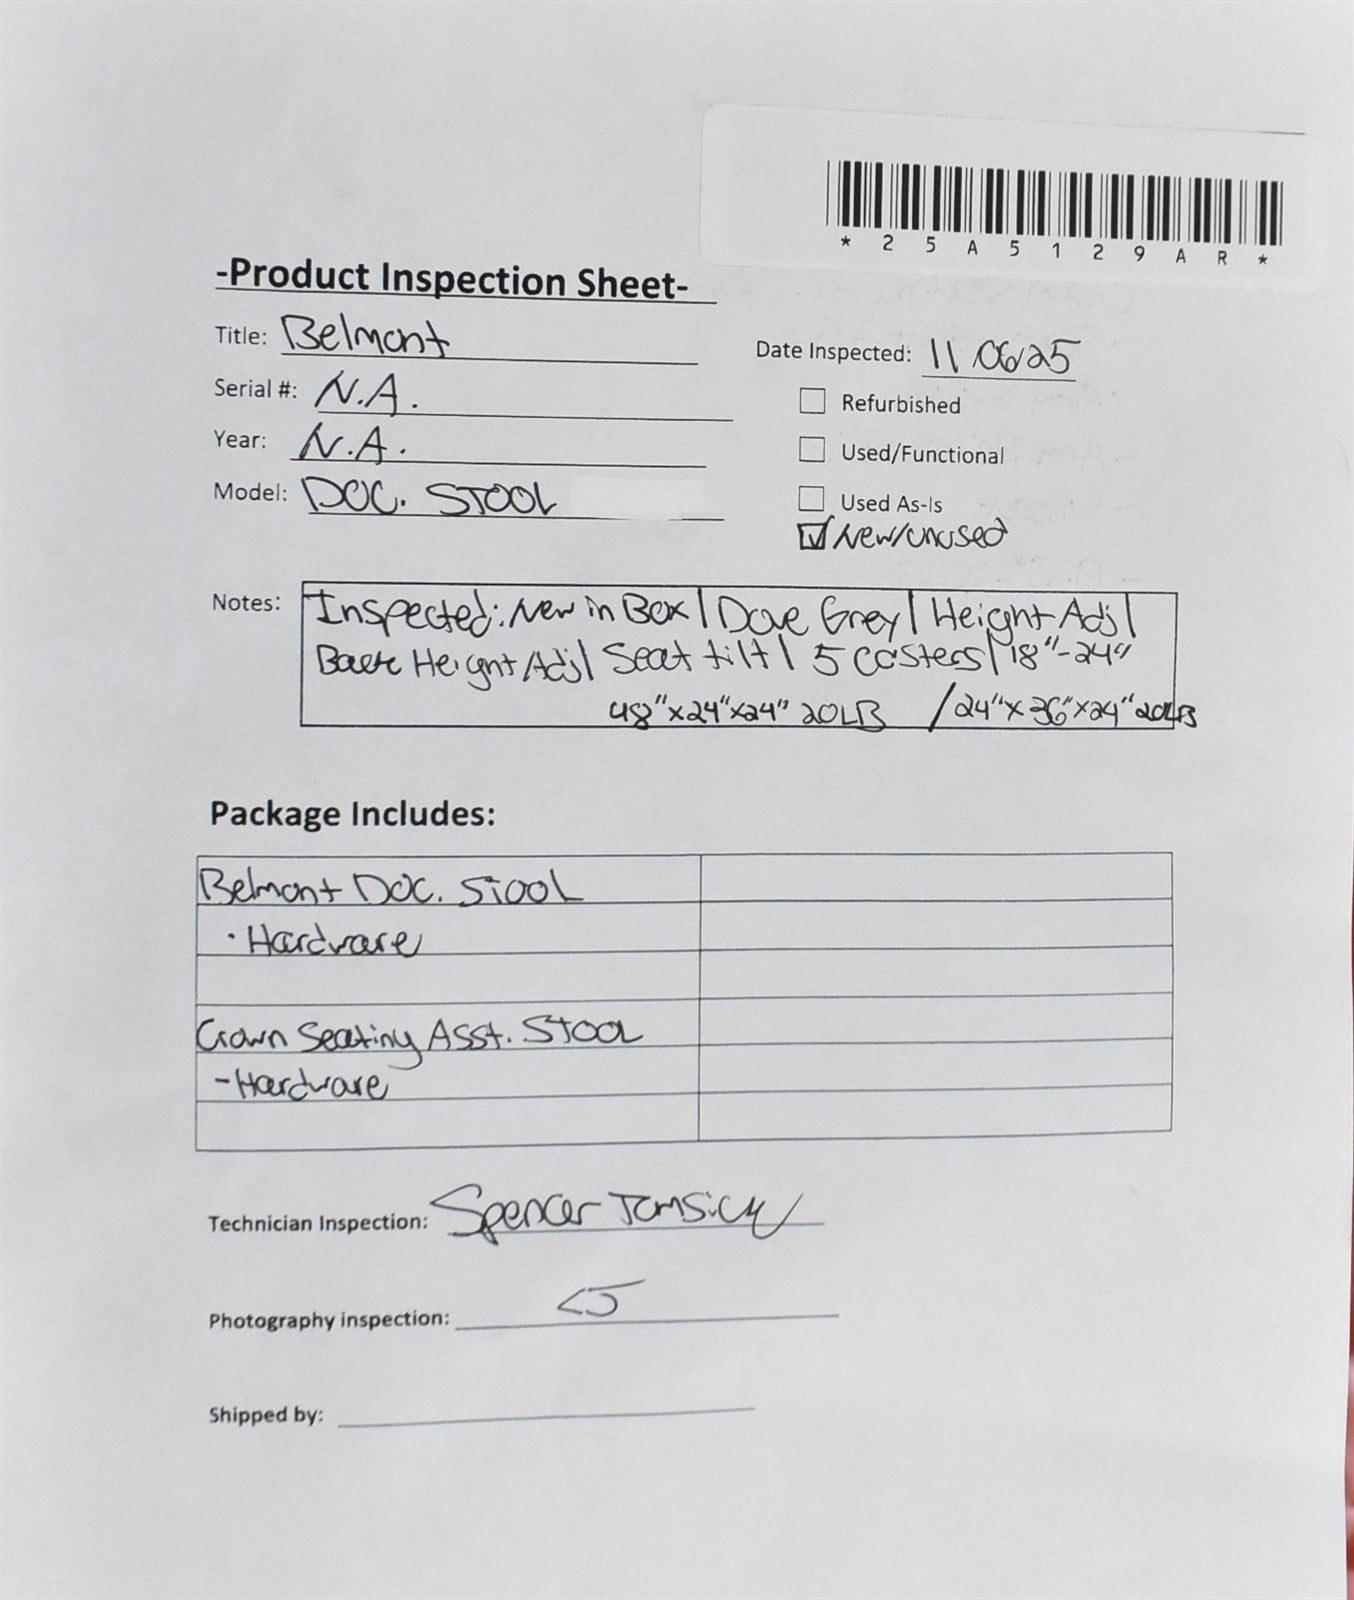 *25A5129AR*
-Product Inspection Sheet-
Title: Belmont
Date Inspected: 11/06/25
Serial #: N.A.
Refurbished
Year: N.A.
Used/Functional
Model: DOC. STOOL
Used As-Is
New/unused
Notes: Inspected: New in Box | Dove Grey | Height Adj |
Height Adj | Seat tilt | 5 Casters | 18"-24"
48"x24"x24" 20LB / 24"x36"x24" 20LB
Package Includes:
Belmont DOC. STOOL
· Hardware
Crown Seating Asst. STOOL
- Hardware
Technician Inspection: Spencer Tomsick
Photography inspection:
Shipped by: